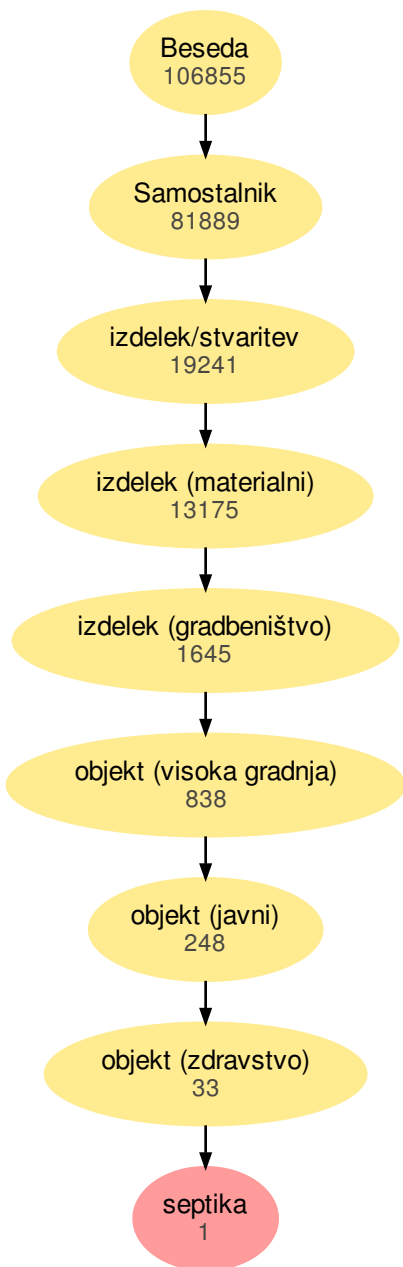 Beseda
106855
Samostalnik
81889
izdelek/stvaritev
19241
izdelek (materialni)
13175
izdelek (gradbeništvo)
1645
objekt (visoka gradnja)
838
objekt (javni)
248
objekt (zdravstvo)
33
septika
1